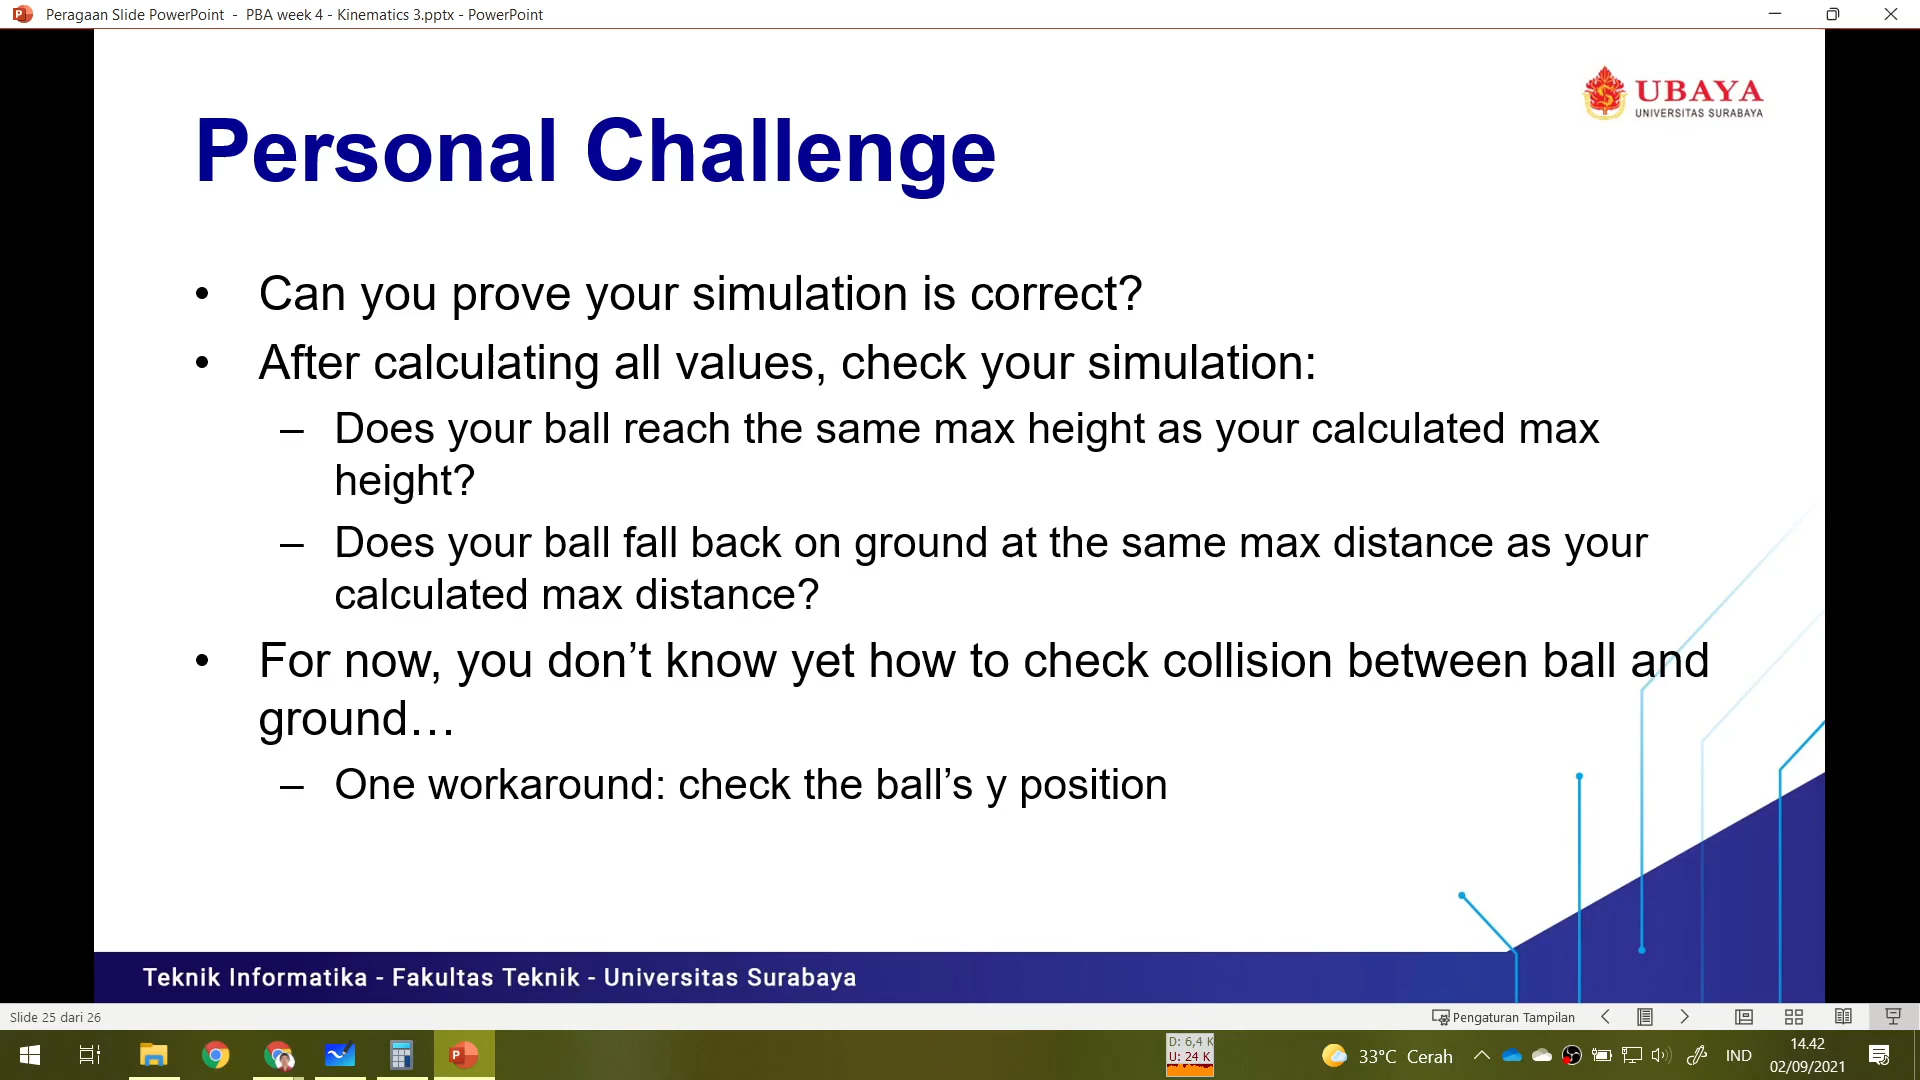 Peragaan Slide PowerPoint - PBA week 4 - Kinematics 3.pptx - PowerPoint
UBAYA
UNIVERSITAS SURABAYA
Personal Challenge
• Can you prove your simulation is correct?
• After calculating all values, check your simulation:
– Does your ball reach the same max height as your calculated max
height?
– Does your ball fall back on ground at the same max distance as your
calculated max distance?
• For now, you don’t know yet how to check collision between ball and
ground…
– One workaround: check the ball’s y position
Teknik Informatika - Fakultas Teknik - Universitas Surabaya
Slide 25 dari 26
Pengaturan Tampilan
D: 6,4 K
U: 24 K
33°C Cerah
IND
14.42
02/09/2021